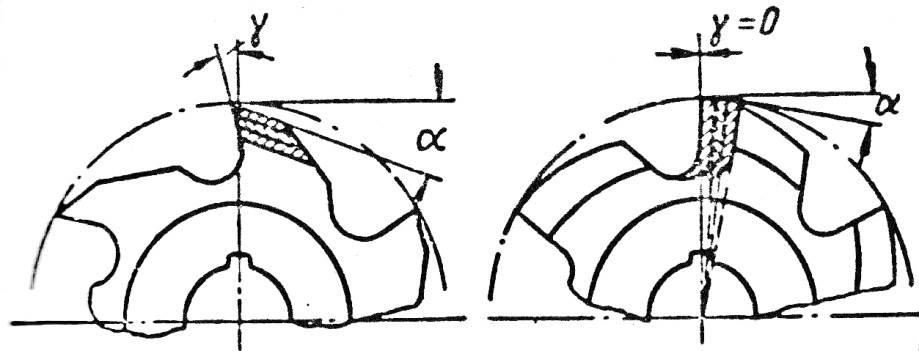 γ
γ = 0
α
α